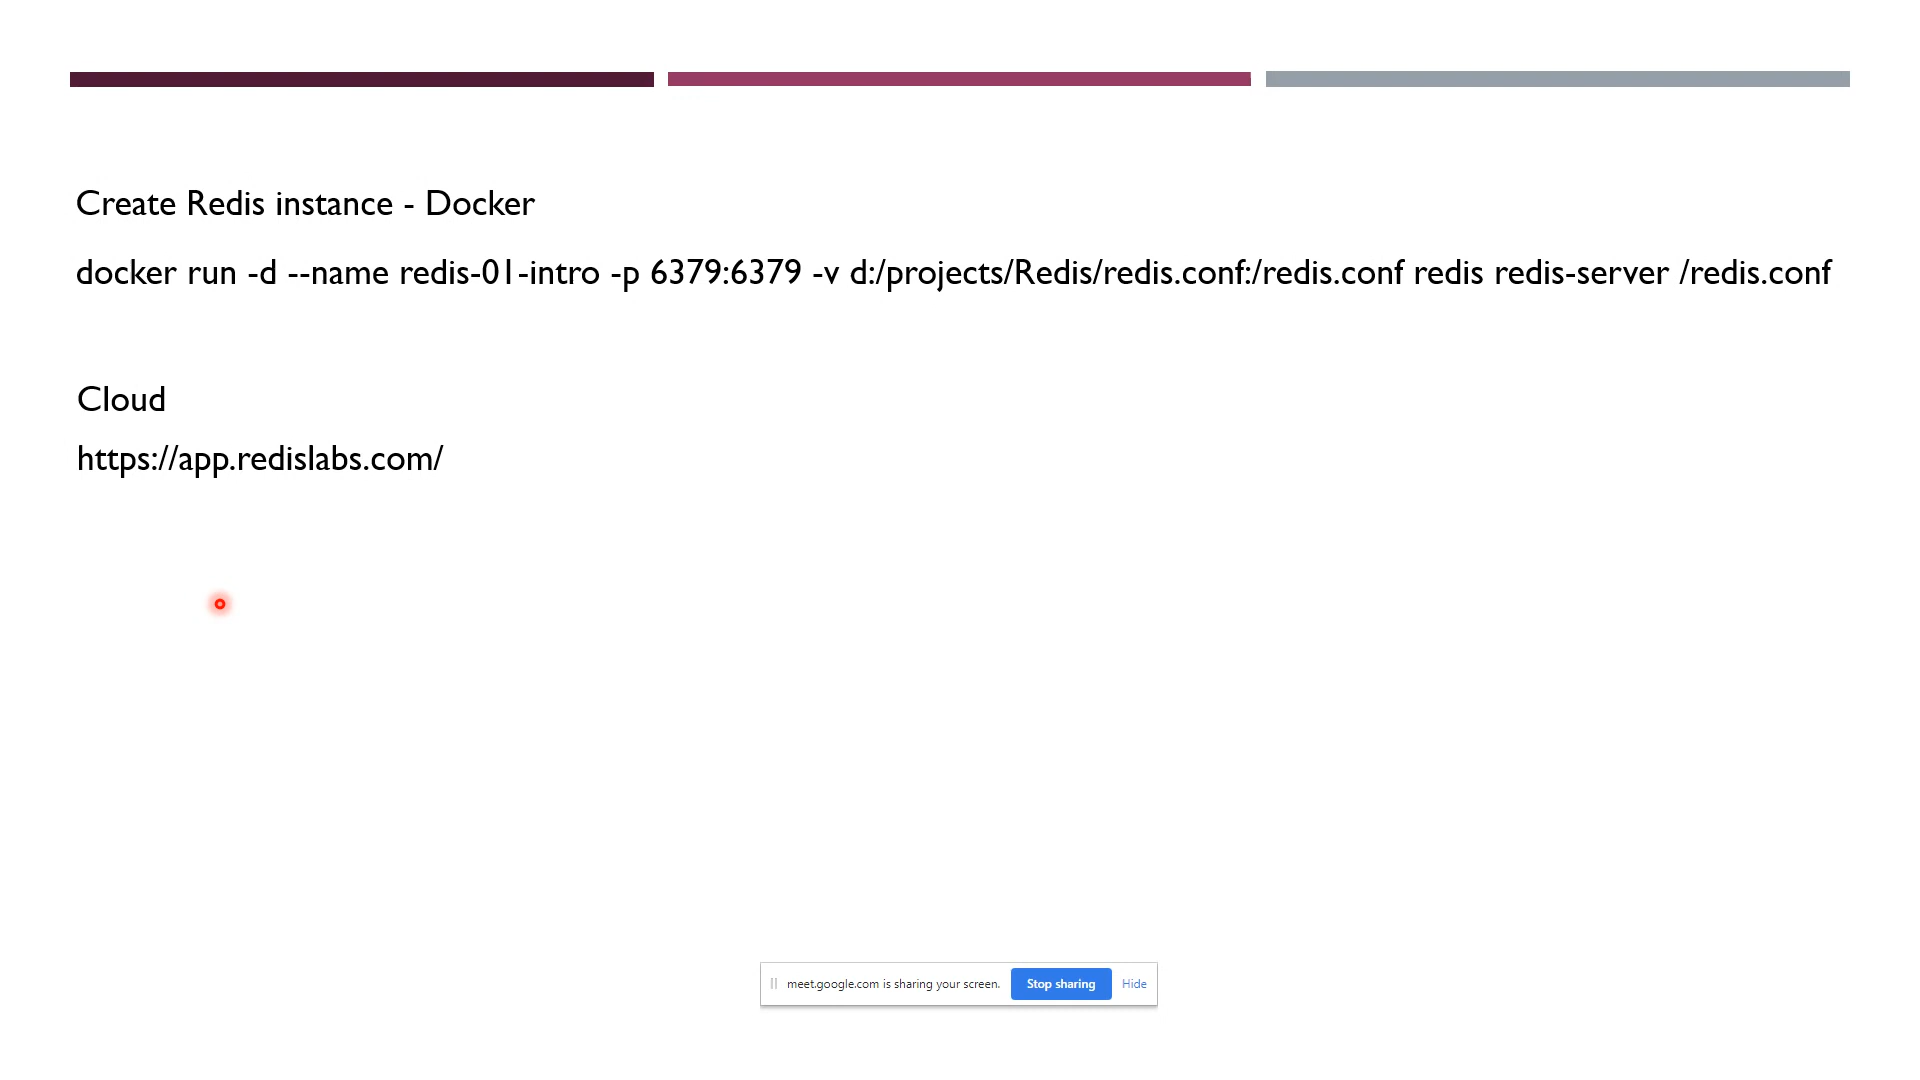 Create Redis instance - Docker
docker run -d --name redis-01-intro -p 6379:6379 -v d:/projects/Redis/redis.conf:/redis.conf redis redis-server /redis.conf
Cloud
https://app.redislabs.com/
meet.google.com is sharing your screen. Stop sharing Hide